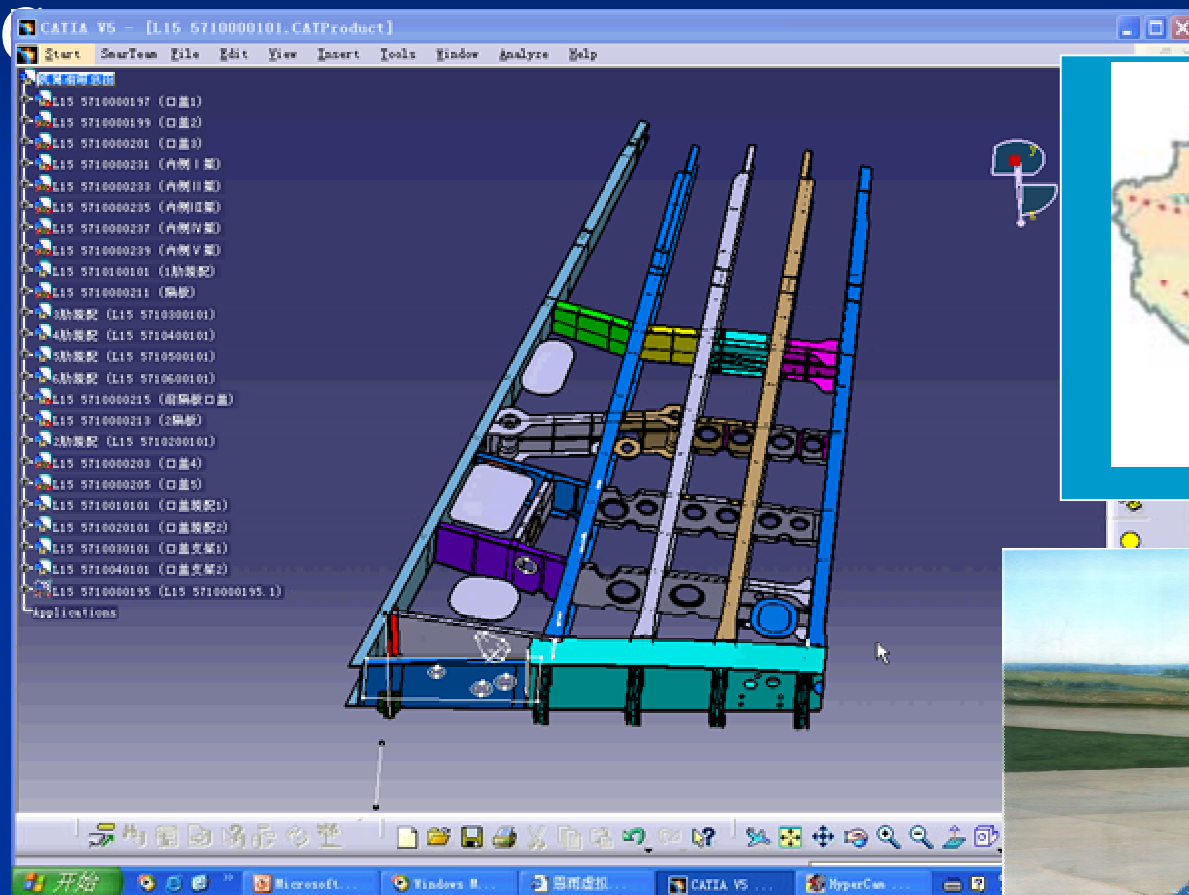 CATIA V5 - [L15 5710000101.CATProduct]
Start SmarTeam File Edit View Insert Tools Window Analyze Help
L15 5710000197 (口盖1)
L15 5710000199 (口盖2)
L15 5710000201 (口盖3)
L15 5710000231 (内侧I梁)
L15 5710000233 (内侧II梁)
L15 5710000235 (内侧III梁)
L15 5710000237 (内侧IV梁)
L15 5710000239 (内侧V梁)
L15 5710100101 (1肋装配)
L15 5710000211 (隔板)
3肋装配 (L15 5710300101)
4肋装配 (L15 5710400101)
5肋装配 (L15 5710500101)
6肋装配 (L15 5710600101)
L15 5710000215 (前隔板口盖)
L15 5710000213 (2隔板)
2肋装配 (L15 5710200101)
L15 5710000203 (口盖4)
L15 5710000205 (口盖5)
L15 5710010101 (口盖装配1)
L15 5710020101 (口盖装配2)
L15 5710030101 (口盖支架1)
L15 5710040101 (口盖支架2)
L15 5710000195 (L15 5710000195.1)
Applications
开始 Microsoft... Windows M... CATIA V5 ... HyperCam ...